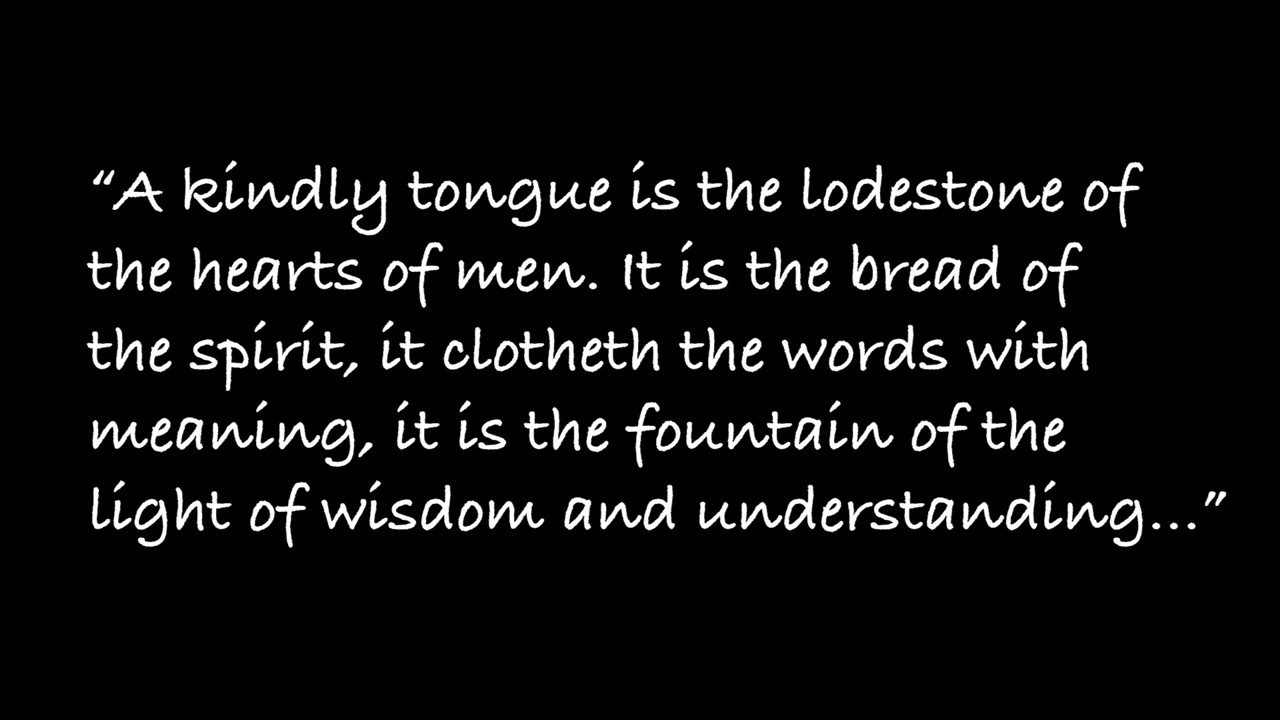 “A kindly tongue is the lodestone of
the hearts of men. It is the bread of
the spirit, it clotheth the words with
meaning, it is the fountain of the
light of wisdom and understanding...”